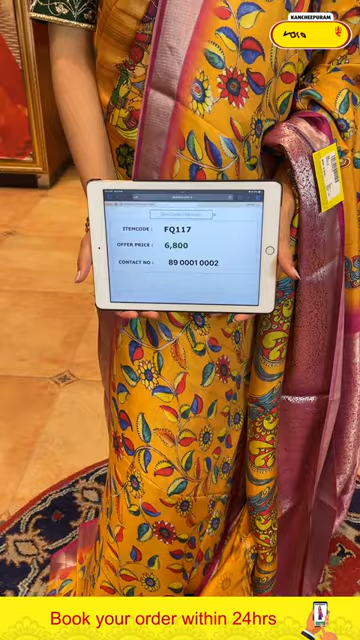 KANCHEEPURAM
ITEMCODE : FQ117
OFFER PRICE : 6,800
CONTACT NO : 89 0001 0002
Book your order within 24hrs